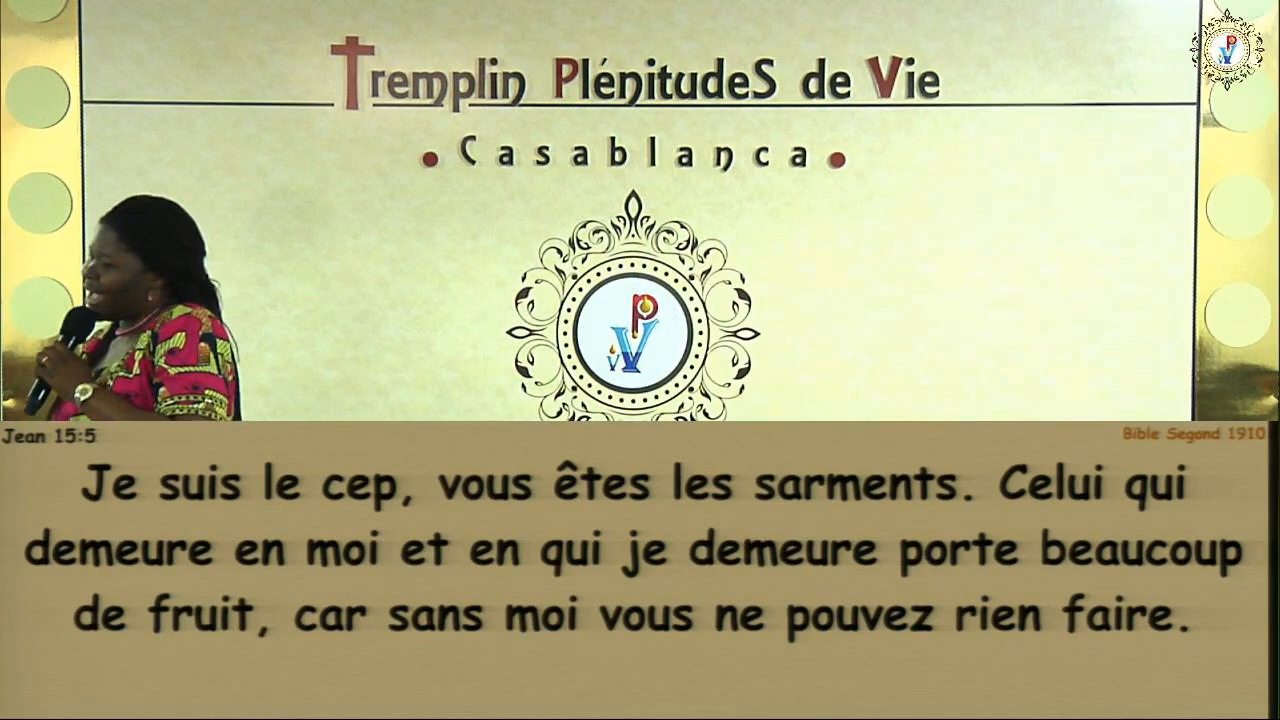 Tremplin PlénitudeS de Vie
• Casablanca •
P
V
v
Jean 15:5
Bible Segond 1910
Je suis le cep, vous êtes les sarments. Celui qui
demeure en moi et en qui je demeure porte beaucoup
de fruit, car sans moi vous ne pouvez rien faire.